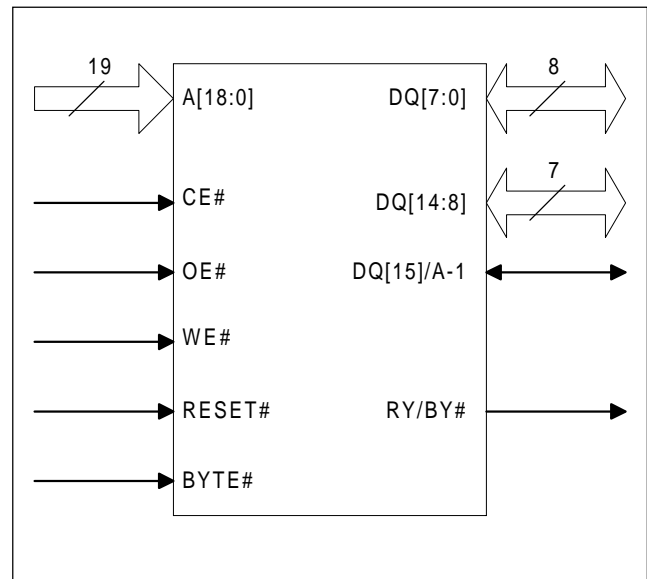 19
8
A[18:0]
DQ[7:0]
7
CE#
DQ[14:8]
OE#
DQ[15]/A-1
WE#
RESET#
RY/BY#
BYTE#